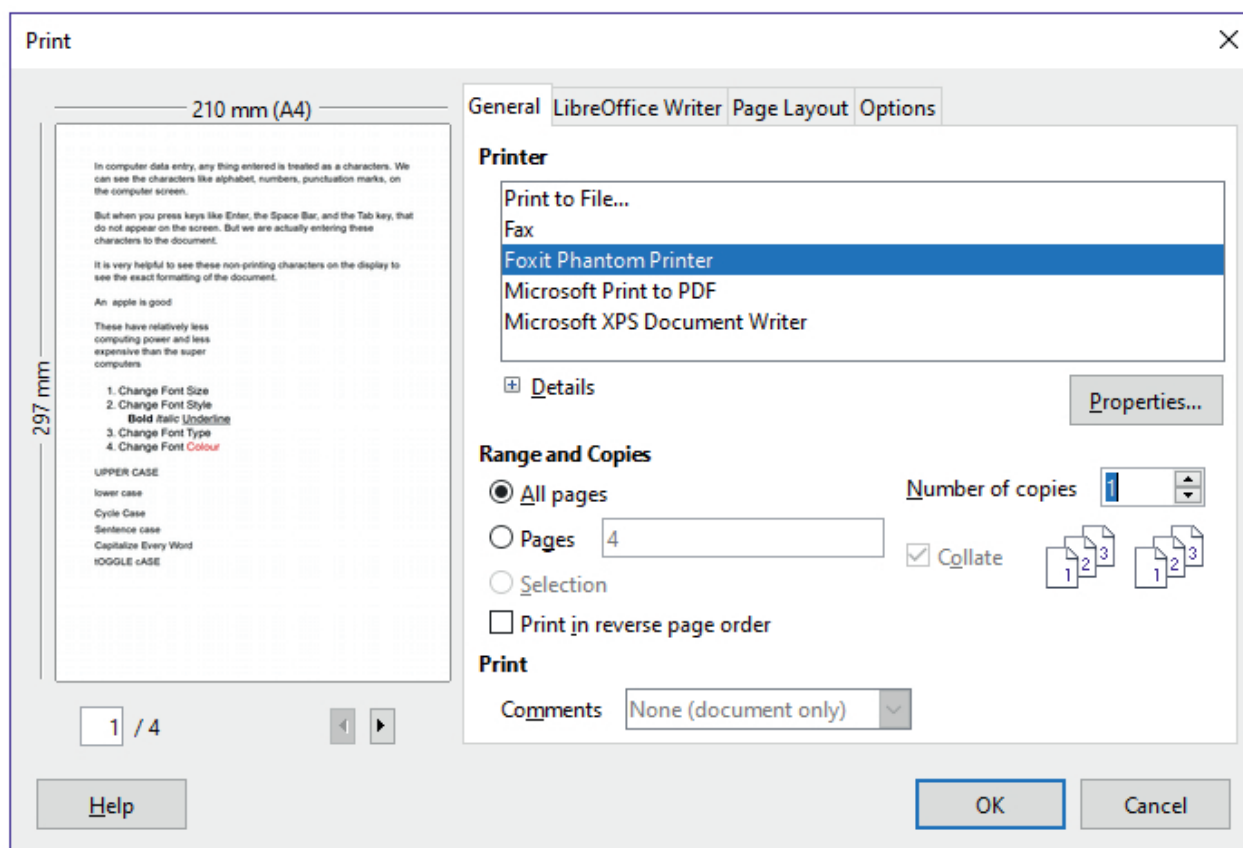 Print
210 mm (A4)
297 mm
In computer data entry, any thing entered is treated as a characters. We
can see the characters like alphabet, numbers, punctuation marks, on
the computer screen.
But when you press keys like Enter, the Space Bar, and the Tab key, that
do not appear on the screen. But we are actually entering these
characters to the document.
It is very helpful to see these non-printing characters on the display to
see the exact formatting of the document.
An apple is good
These have relatively less
computing power and less
expensive than the super
computers
1. Change Font Size
2. Change Font Style
Bold Italic Underline
3. Change Font Type
4. Change Font Colour
UPPER CASE
lower case
Cycle Case
Sentence case
Capitalize Every Word
tOGGLE cASE
1 / 4
General LibreOffice Writer Page Layout Options
Printer
Print to File...
Fax
Foxit Phantom Printer
Microsoft Print to PDF
Microsoft XPS Document Writer
Details
Properties...
Range and Copies
All pages
Number of copies 1
Pages 4
Collate
1 2 3 1 2 3
Selection
Print in reverse page order
Print
Comments None (document only)
Help
OK
Cancel